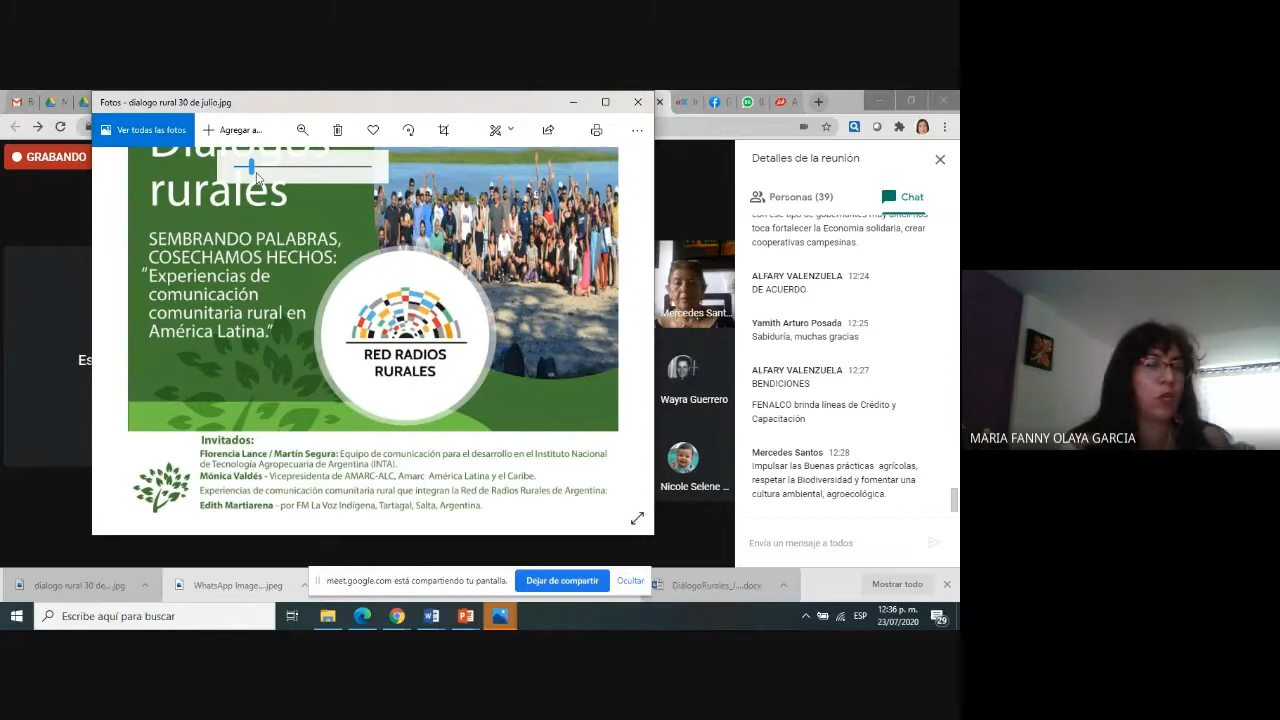 Fotos - dialogo rural 30 de julio.jpg
Ver todas las fotos
Agregar a...
GRABANDO
Diálogos
rurales
SEMBRANDO PALABRAS,
COSECHAMOS HECHOS:
"Experiencias de
comunicación
comunitaria rural en
América Latina."
RED RADIOS
RURALES
Invitados:
Florencia Lance / Martín Segura: Equipo de comunicación para el desarrollo en el Instituto Nacional
de Tecnología Agropecuaria de Argentina (INTA).
Mónica Valdés - Vicepresidenta de AMARC-ALC, Amarc América Latina y el Caribe.
Experiencias de comunicación comunitaria rural que integran la Red de Radios Rurales de Argentina:
Edith Martiarena - por FM La Voz Indígena, Tartagal, Salta, Argentina.
Es
Mercedes Sant...
Wayra Guerrero
Nicole Selene ...
Detalles de la reunión
Personas (39)
Chat
toca fortalecer la Economia solidaria, crear
cooperativas campesinas.
ALFARY VALENZUELA 12:24
DE ACUERDO
Yamith Arturo Posada 12:25
Sabiduría, muchas gracias
ALFARY VALENZUELA 12:27
BENDICIONES
FENALCO brinda líneas de Crédito y
Capacitación
Mercedes Santos 12:28
Impulsar las Buenas prácticas agrícolas,
respetar la Biodiversidad y fomentar una
cultura ambiental, agroecológica.
Envía un mensaje a todos
MARIA FANNY OLAYA GARCIA
dialogo rural 30 de....jpg
WhatsApp Image....jpeg
meet.google.com está compartiendo tu pantalla.
Dejar de compartir
Ocultar
DiálogoRurales_I....docx
Mostrar todo
Escribe aquí para buscar
ESP
12:36 p. m.
23/07/2020
29